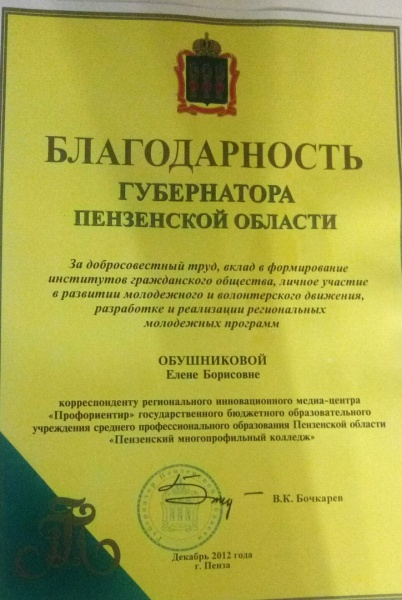 БЛАГОДАРНОСТЬ
ГУБЕРНАТОРА
ПЕНЗЕНСКОЙ ОБЛАСТИ
За добросовестный труд, вклад в формирование
институтов гражданского общества, личное участие
в развитии молодежного и волонтерского движения,
разработке и реализации региональных
молодежных программ
ОБУШНИКОВОЙ
Елене Борисовне
корреспонденту регионального инновационного медиа-центра
«Профориентир» государственного бюджетного образовательного
учреждения среднего профессионального образования Пензенской области
«Пензенский многопрофильный колледж»
В.К. Бочкарев
Декабрь 2012 года
г. Пенза